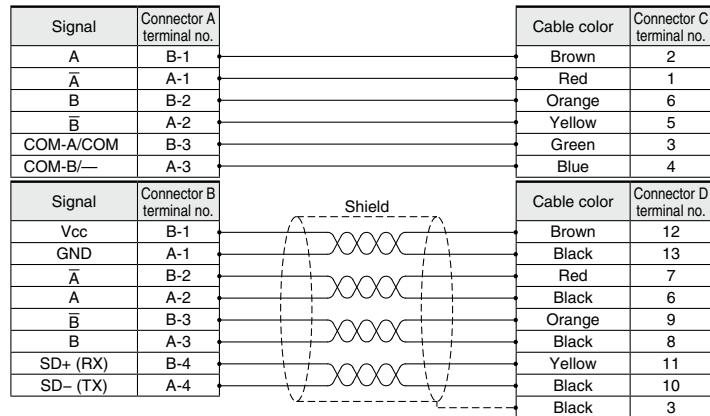 Signal Connector A terminal no. Cable color Connector C terminal no.
A B-1 Brown 2
A̅ A-1 Red 1
B B-2 Orange 6
B̅ A-2 Yellow 5
COM-A/COM B-3 Green 3
COM-B/— A-3 Blue 4
Signal Connector B terminal no. Shield Cable color Connector D terminal no.
Vcc B-1 Brown 12
GND A-1 Black 13
A̅ B-2 Red 7
A A-2 Black 6
B̅ B-3 Orange 9
B A-3 Black 8
SD+ (RX) B-4 Yellow 11
SD− (TX) A-4 Black 10
Black 3